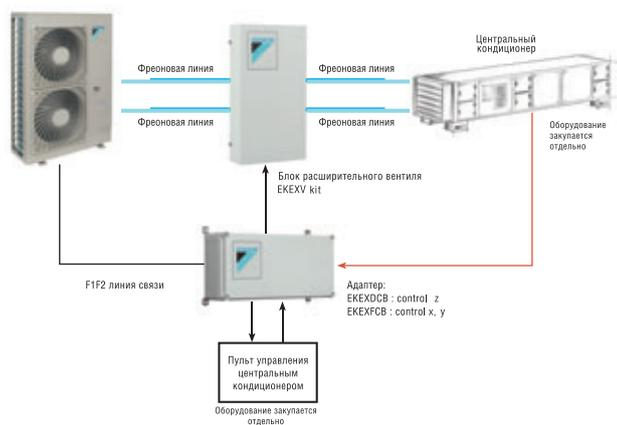 Центральный
кондиционер
Фреоновая линия
Фреоновая линия
Фреоновая линия
Фреоновая линия
Оборудование
закупается
отдельно
Блок расширительного вентиля
EKEXV kit
F1F2 линия связи
Адаптер:
EKEXDCB : control z
EKEXFCB : control x, y
Пульт управления
центральным
кондиционером
Оборудование закупается
отдельно